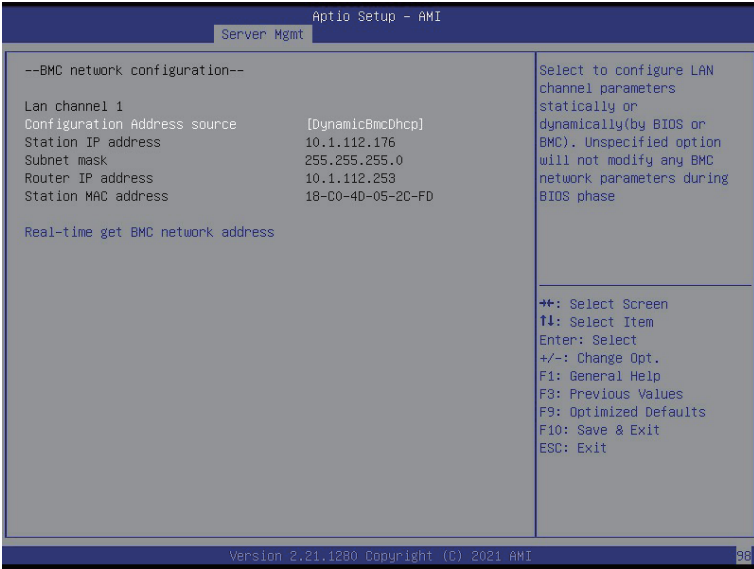 Aptio Setup – AMI
Server Mgmt
--BMC network configuration--
Lan channel 1
Configuration Address source [DynamicBmcDhcp]
Station IP address 10.1.112.176
Subnet mask 255.255.255.0
Router IP address 10.1.112.253
Station MAC address 18-C0-4D-05-2C-FD
Real-time get BMC network address
Select to configure LAN
channel parameters
statically or
dynamically(by BIOS or
BMC). Unspecified option
will not modify any BMC
network parameters during
BIOS phase
→←: Select Screen
↑↓: Select Item
Enter: Select
+/-: Change Opt.
F1: General Help
F3: Previous Values
F9: Optimized Defaults
F10: Save & Exit
ESC: Exit
Version 2.21.1280 Copyright (C) 2021 AMI
98